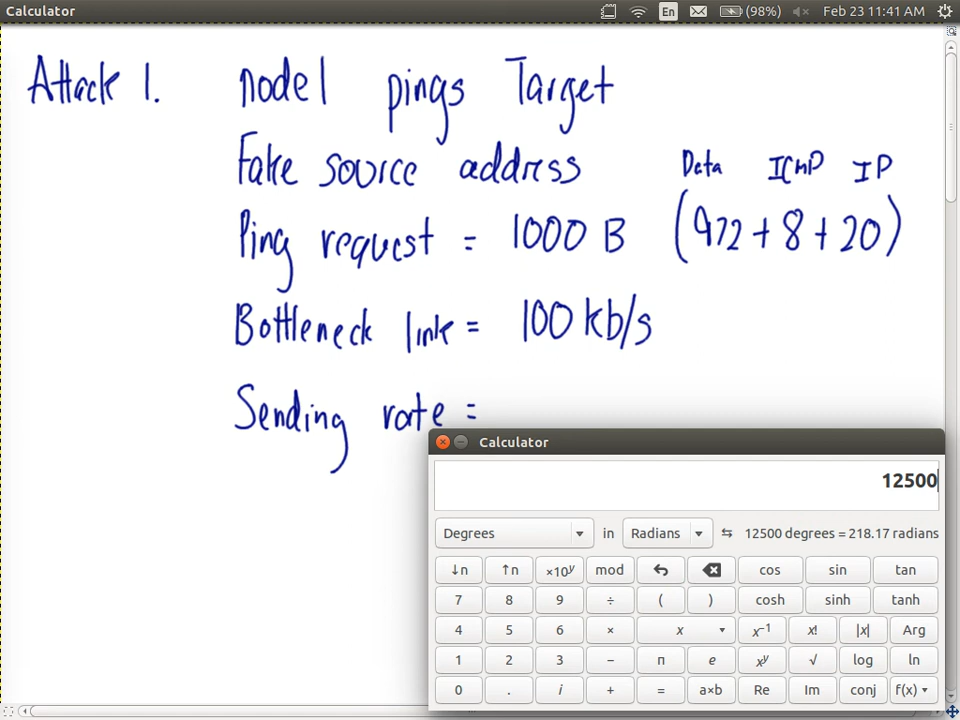 Calculator
En (98%) Feb 23 11:41 AM
Attack 1. node1 pings Target
Fake source address
Data ICMP IP
Ping request = 1000 B (972 + 8 + 20)
Bottleneck link = 100 kb/s
Sending rate =
Calculator
12500
Degrees in Radians ⇆ 12500 degrees = 218.17 radians
↓n ↑n ×10ʸ mod cos sin tan
7 8 9 ÷ ( ) cosh sinh tanh
4 5 6 × x x⁻¹ x! |x| Arg
1 2 3 − π e xʸ √ log ln
0 . i + = a×b Re Im conj f(x)